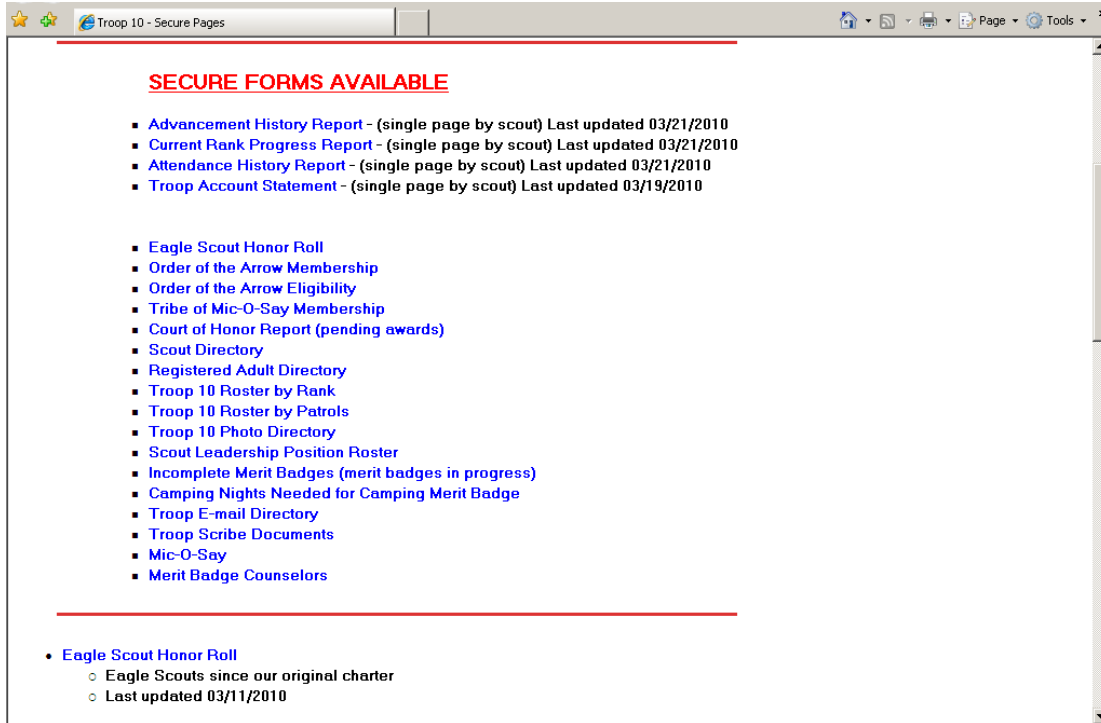 Troop 10 - Secure Pages
Page
Tools
SECURE FORMS AVAILABLE
Advancement History Report - (single page by scout) Last updated 03/21/2010
Current Rank Progress Report - (single page by scout) Last updated 03/21/2010
Attendance History Report - (single page by scout) Last updated 03/21/2010
Troop Account Statement - (single page by scout) Last updated 03/19/2010
Eagle Scout Honor Roll
Order of the Arrow Membership
Order of the Arrow Eligibility
Tribe of Mic-O-Say Membership
Court of Honor Report (pending awards)
Scout Directory
Registered Adult Directory
Troop 10 Roster by Rank
Troop 10 Roster by Patrols
Troop 10 Photo Directory
Scout Leadership Position Roster
Incomplete Merit Badges (merit badges in progress)
Camping Nights Needed for Camping Merit Badge
Troop E-mail Directory
Troop Scribe Documents
Mic-O-Say
Merit Badge Counselors
Eagle Scout Honor Roll
Eagle Scouts since our original charter
Last updated 03/11/2010